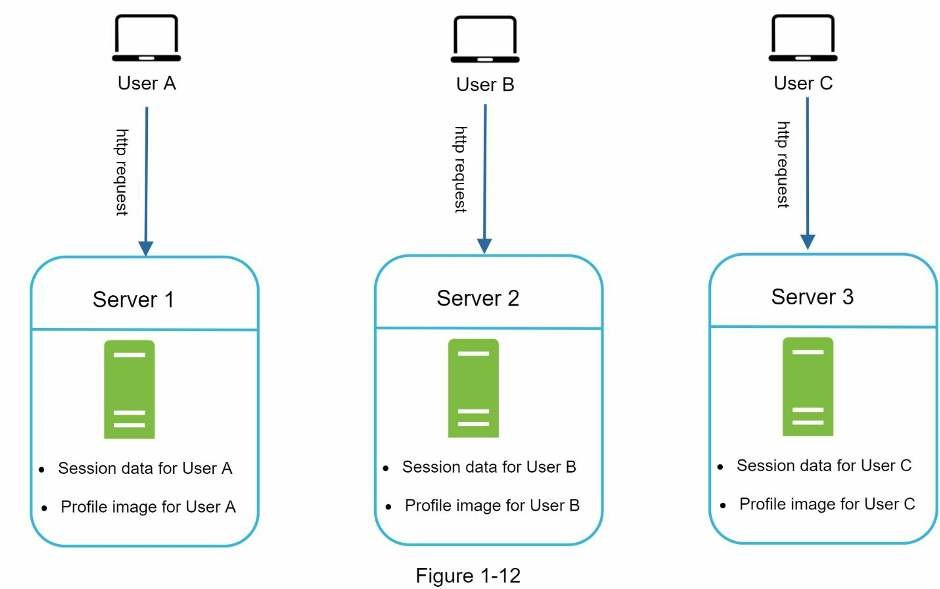 User A
User B
User C
http request
http request
http request
Server 1
Server 2
Server 3
• Session data for User A
• Profile image for User A
• Session data for User B
• Profile image for User B
• Session data for User C
• Profile image for User C
Figure 1-12